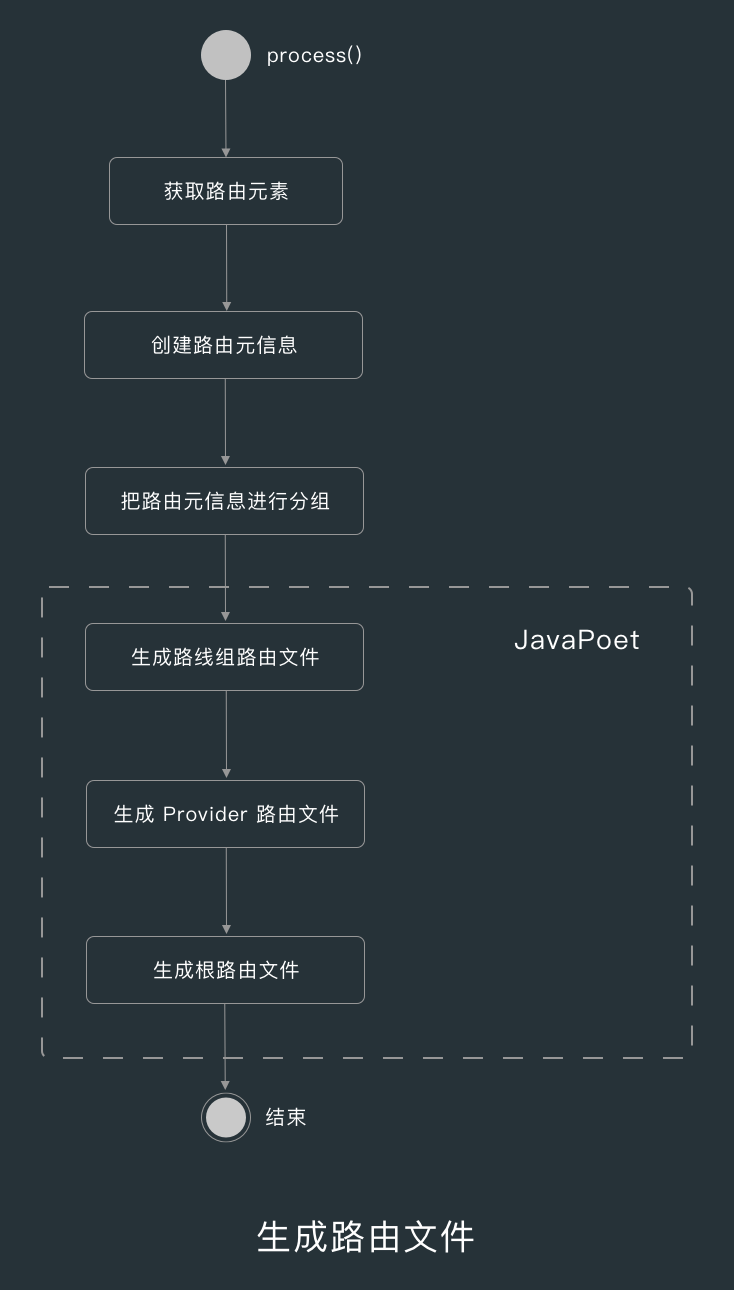 process()
获取路由元素
创建路由元信息
把路由元信息进行分组
JavaPoet
生成路线组路由文件
生成 Provider 路由文件
生成根路由文件
结束
生成路由文件